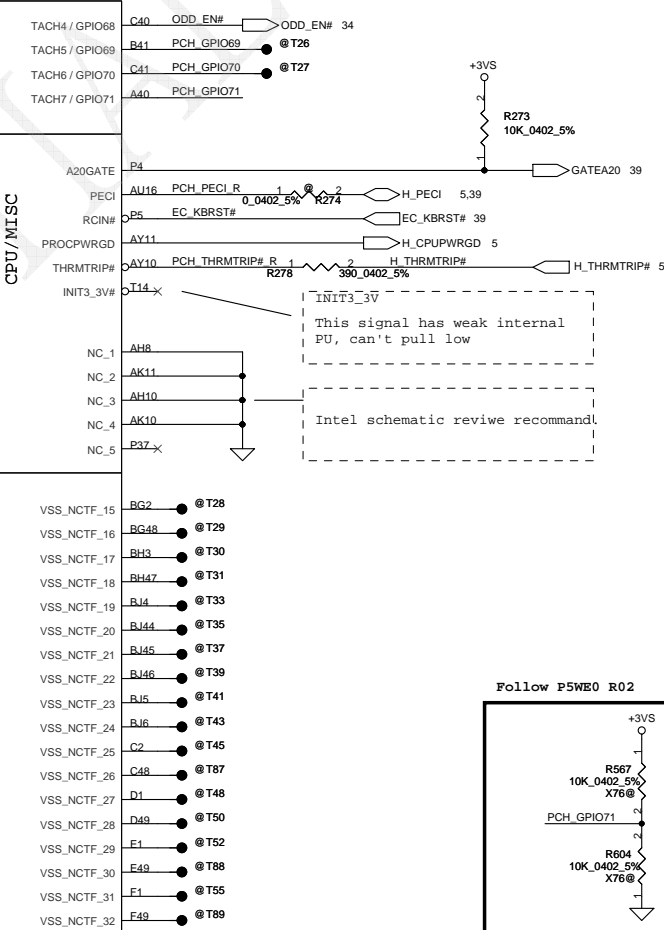 TACH4 / GPIO68 C40 ODD_EN# ODD_EN# 34
TACH5 / GPIO69 B41 PCH_GPIO69 @T26
TACH6 / GPIO70 C41 PCH_GPIO70 @T27
TACH7 / GPIO71 A40 PCH_GPIO71
+3VS
2
R273
10K_0402_5%
1
CPU/MISC
A20GATE P4 GATEA20 39
PECI AU16 PCH_PECI_R 1 @ 2 H_PECI 5,39
0_0402_5% R274
RCIN# P5 EC_KBRST# EC_KBRST# 39
PROCPWRGD AY11 H_CPUPWRGD 5
THRMTRIP# AY10 PCH_THRMTRIP#_R 1 2 H_THRMTRIP# H_THRMTRIP# 5
R278 390_0402_5%
INIT3_3V# T14
INIT3_3V
This signal has weak internal
PU, can't pull low
NC_1 AH8
NC_2 AK11
NC_3 AH10
NC_4 AK10
NC_5 P37
Intel schematic reviwe recommand.
VSS_NCTF_15 BG2 @T28
VSS_NCTF_16 BG48 @T29
VSS_NCTF_17 BH3 @T30
VSS_NCTF_18 BH47 @T31
VSS_NCTF_19 BJ4 @T33
VSS_NCTF_20 BJ44 @T35
VSS_NCTF_21 BJ45 @T37
VSS_NCTF_22 BJ46 @T39
VSS_NCTF_23 BJ5 @T41
VSS_NCTF_24 BJ6 @T43
VSS_NCTF_25 C2 @T45
VSS_NCTF_26 C48 @T87
VSS_NCTF_27 D1 @T48
VSS_NCTF_28 D49 @T50
VSS_NCTF_29 E1 @T52
VSS_NCTF_30 E49 @T88
VSS_NCTF_31 F1 @T55
VSS_NCTF_32 F49 @T89
Follow P5WE0 R02
+3VS
1
R567
10K_0402_5%
X76@
2
PCH_GPIO71
2
R604
10K_0402_5%
X76@
1